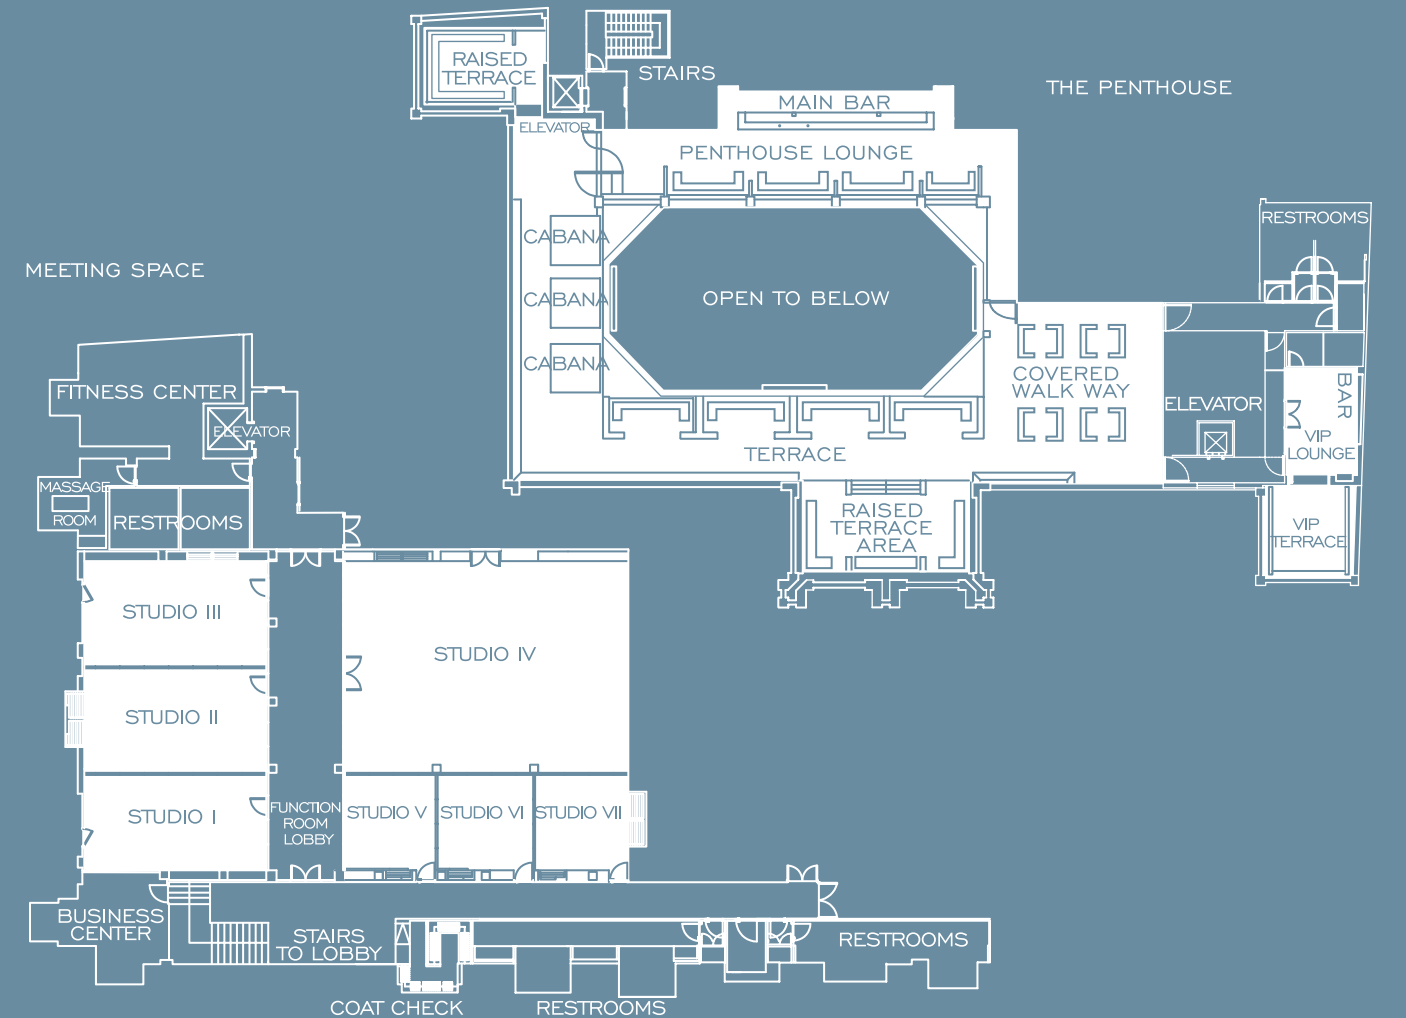 RAISED
TERRACE
STAIRS
THE PENTHOUSE
MAIN BAR
ELEVATOR
PENTHOUSE LOUNGE
RESTROOMS
CABANA
MEETING SPACE
CABANA
OPEN TO BELOW
CABANA
COVERED
WALK WAY
BAR
ELEVATOR
VIP
LOUNGE
TERRACE
RAISED
TERRACE
AREA
VIP
TERRACE
FITNESS CENTER
ELEVATOR
MASSAGE
ROOM
RESTROOMS
STUDIO III
STUDIO IV
STUDIO II
STUDIO I
FUNCTION
ROOM
LOBBY
STUDIO V
STUDIO VI
STUDIO VII
BUSINESS
CENTER
STAIRS
TO LOBBY
RESTROOMS
COAT CHECK
RESTROOMS